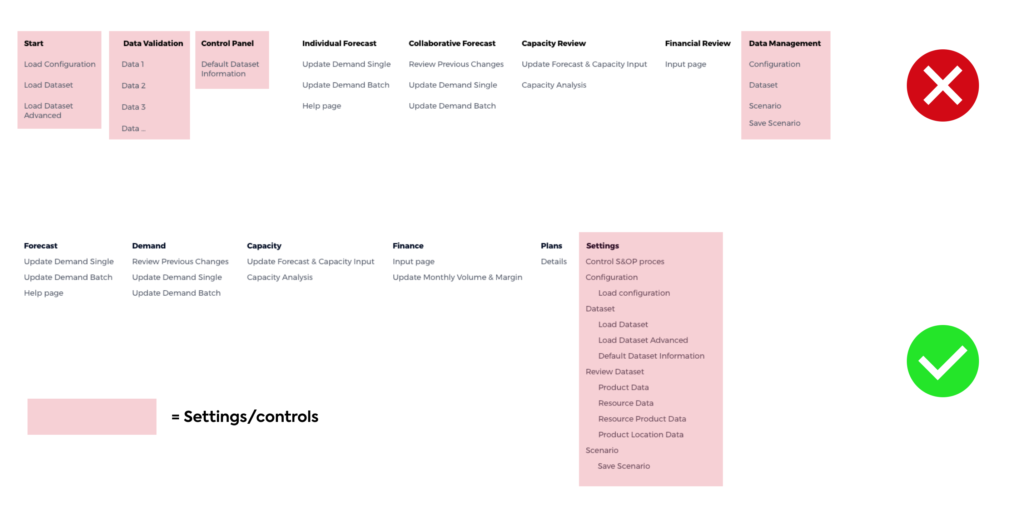 Start
Load Configuration
Load Dataset
Load Dataset
Advanced
Data Validation
Data 1
Data 2
Data 3
Data ...
Control Panel
Default Dataset
Information
Individual Forecast
Update Demand Single
Update Demand Batch
Help page
Collaborative Forecast
Review Previous Changes
Update Demand Single
Update Demand Batch
Capacity Review
Update Forecast & Capacity Input
Capacity Analysis
Financial Review
Input page
Data Management
Configuration
Dataset
Scenario
Save Scenario
Forecast
Update Demand Single
Update Demand Batch
Help page
Demand
Review Previous Changes
Update Demand Single
Update Demand Batch
Capacity
Update Forecast & Capacity Input
Capacity Analysis
Finance
Input page
Update Monthly Volume & Margin
Plans
Details
Settings
Control S&OP proces
Configuration
Load configuration
Dataset
Load Dataset
Load Dataset Advanced
Default Dataset Information
Review Dataset
Product Data
Resource Data
Resource Product Data
Product Location Data
Scenario
Save Scenario
= Settings/controls